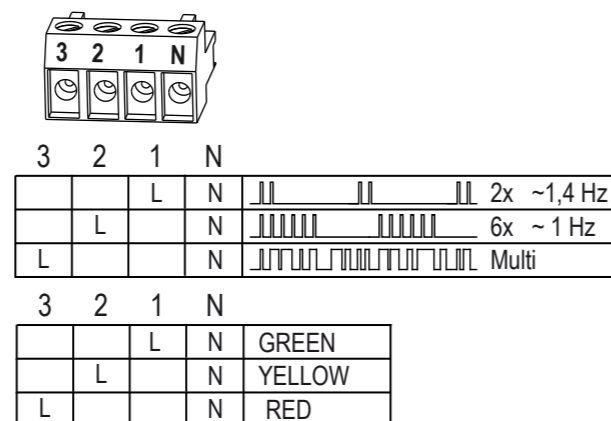 3 2 1 N
3 2 1 N
L N 2x ~1,4 Hz
L N 6x ~ 1 Hz
L N Multi
3 2 1 N
L N GREEN
L N YELLOW
L N RED